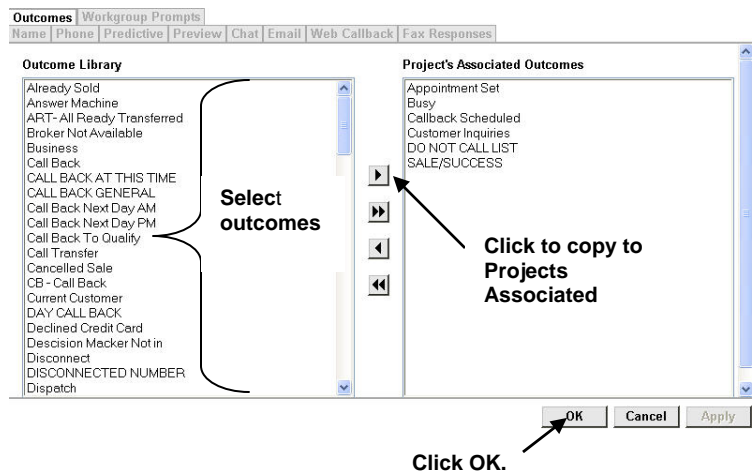 Outcomes Workgroup Prompts
Name Phone Predictive Preview Chat Email Web Callback Fax Responses
Outcome Library
Already Sold
Answer Machine
ART- All Ready Transferred
Broker Not Available
Business
Call Back
CALL BACK AT THIS TIME
CALL BACK GENERAL
Call Back Next Day AM
Call Back Next Day PM
Call Back To Qualify
Call Transfer
Cancelled Sale
CB - Call Back
Current Customer
DAY CALL BACK
Declined Credit Card
Descision Macker Not in
Disconnect
DISCONNECTED NUMBER
Dispatch
Select
outcomes
Project's Associated Outcomes
Appointment Set
Busy
Callback Scheduled
Customer Inquiries
DO NOT CALL LIST
SALE/SUCCESS
Click to copy to
Projects
Associated
OK Cancel Apply
Click OK.